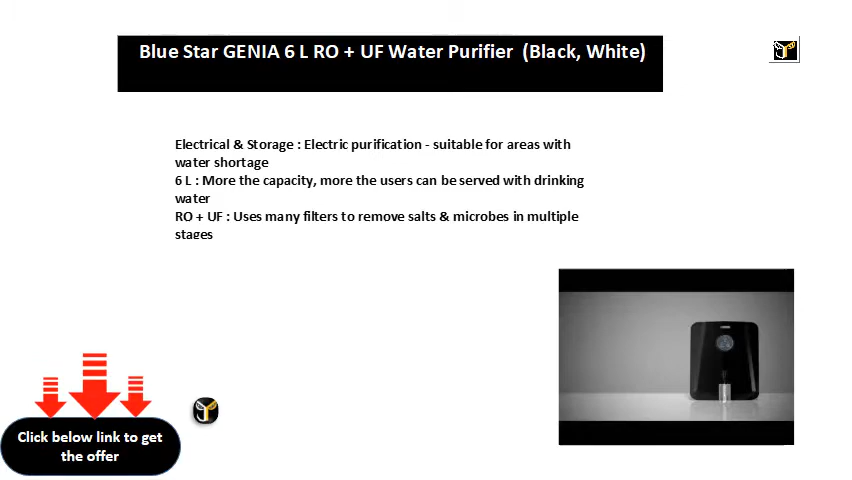 Blue Star GENIA 6 L RO + UF Water Purifier  (Black, White)
Electrical & Storage : Electric purification - suitable for areas with
water shortage
6 L : More the capacity, more the users can be served with drinking
water
RO + UF : Uses many filters to remove salts & microbes in multiple
stages
Click below link to get
the offer